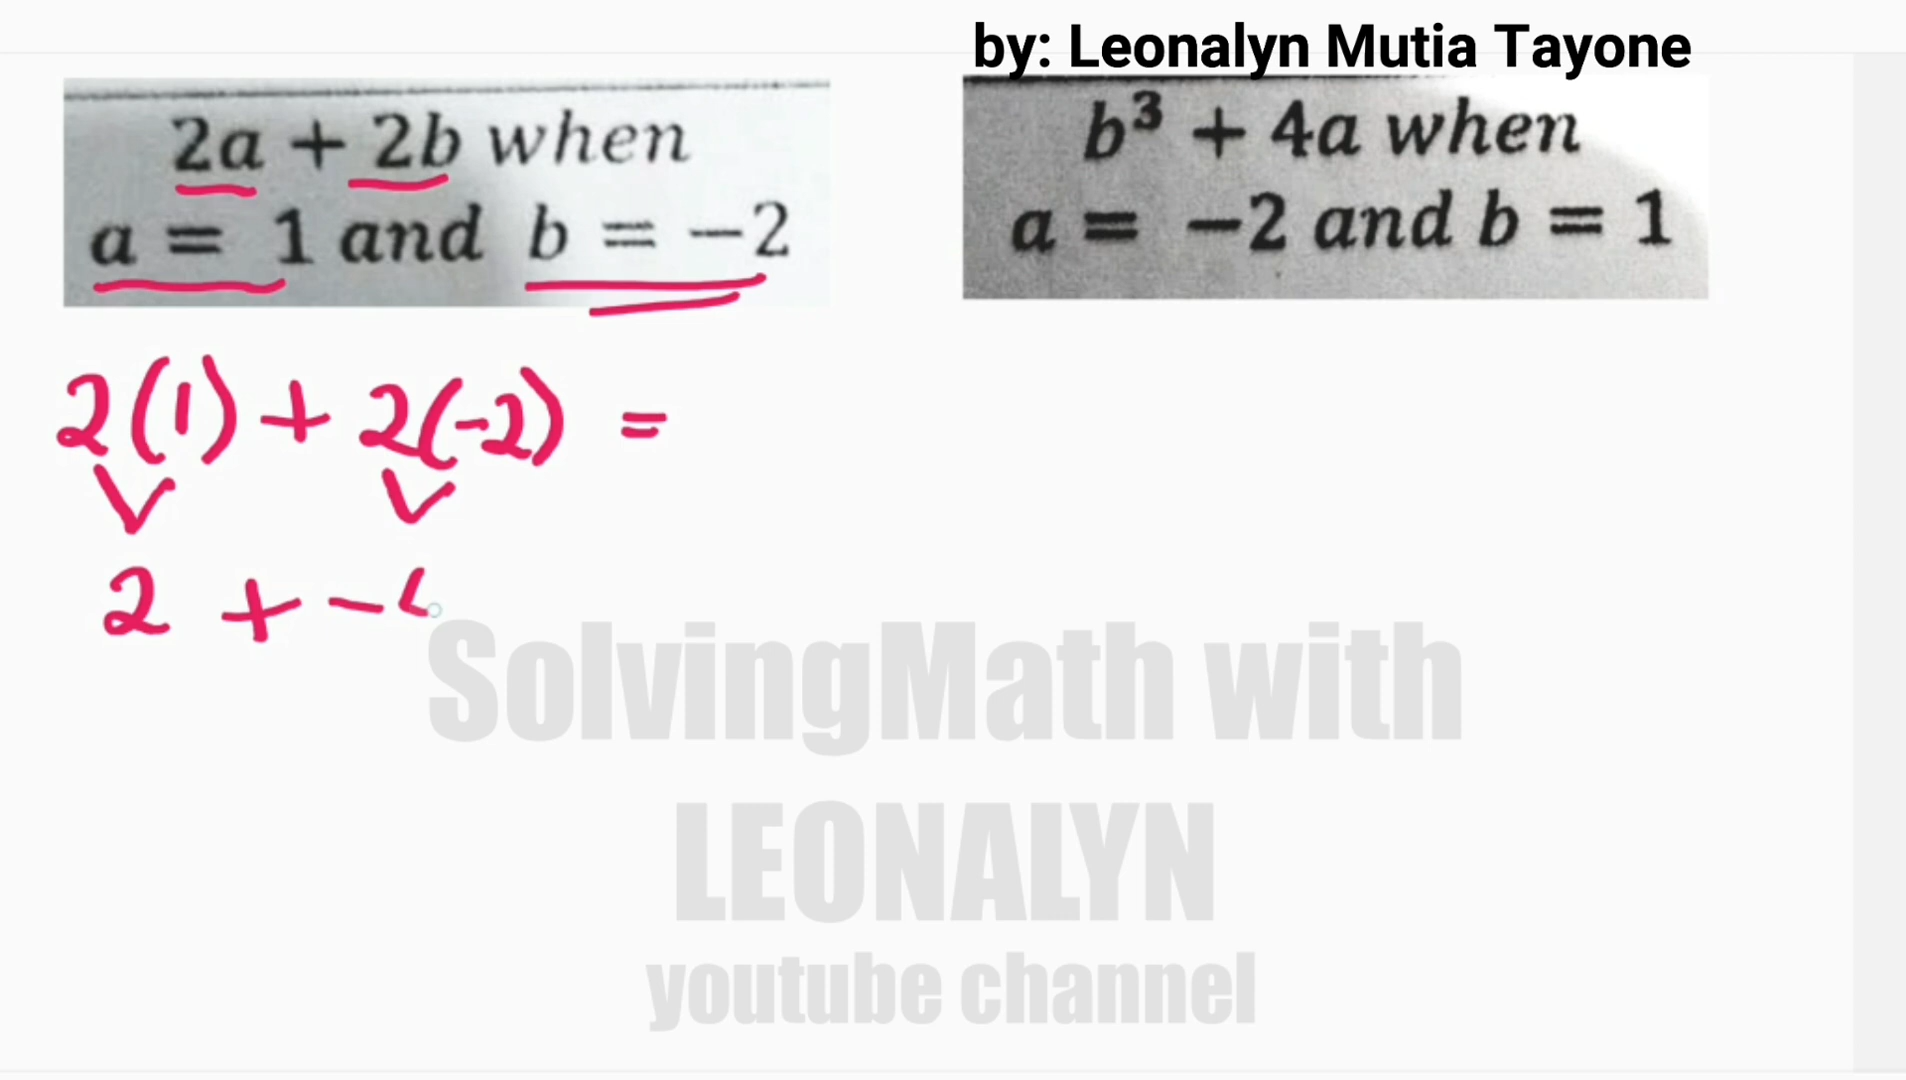 by: Leonalyn Mutia Tayone
2a + 2b when
a = 1 and b = −2
b³ + 4a when
a = −2 and b = 1
2(1) + 2(-2) =
2 + -
SolvingMath with
LEONALYN
youtube channel